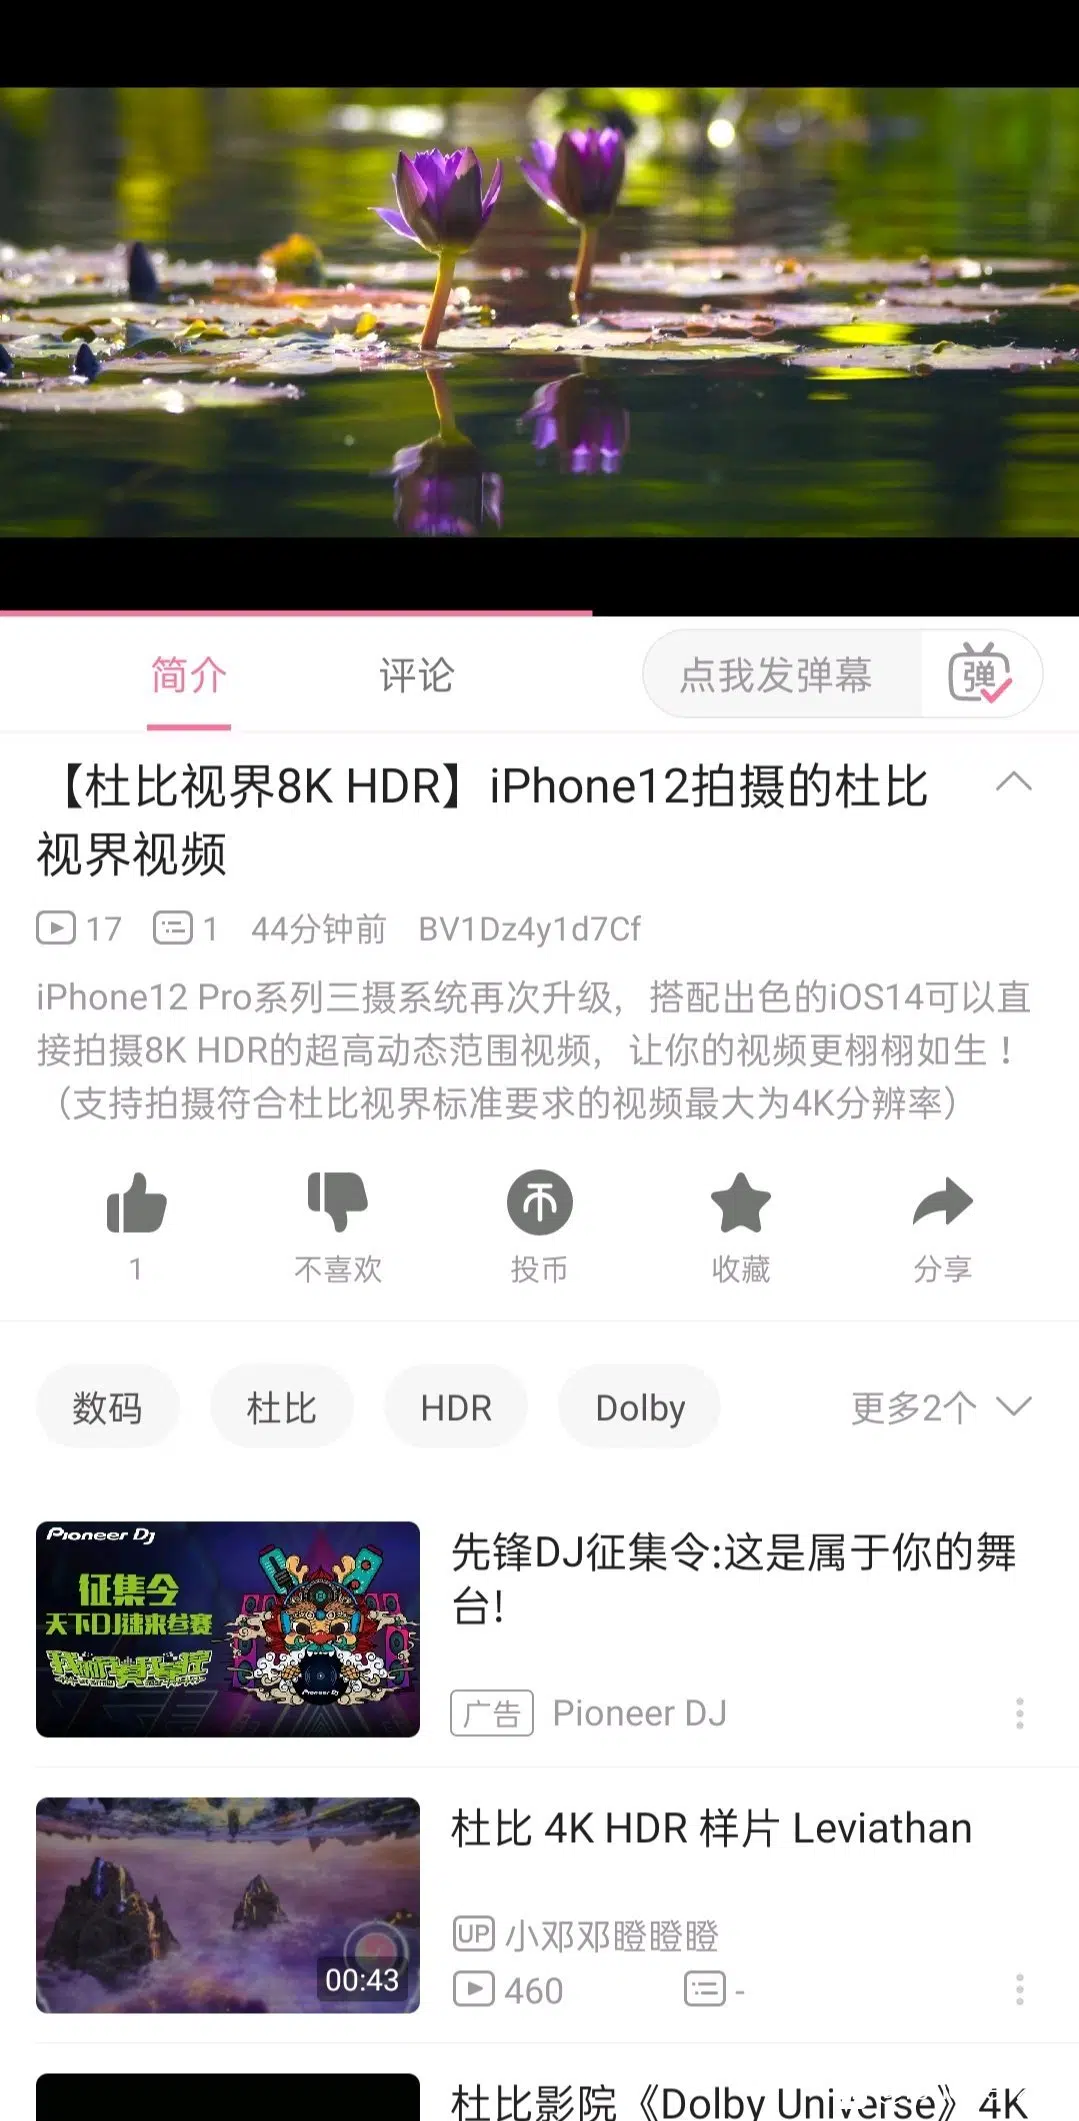 简介
评论
点我发弹幕
弹
【杜比视界8K HDR】iPhone12拍摄的杜比
视界视频
17
1
44分钟前
BV1Dz4y1d7Cf
iPhone12 Pro系列三摄系统再次升级，搭配出色的iOS14可以直
接拍摄8K HDR的超高动态范围视频，让你的视频更栩栩如生！
（支持拍摄符合杜比视界标准要求的视频最大为4K分辨率）
1
不喜欢
投币
收藏
分享
数码
杜比
HDR
Dolby
更多2个
Pioneer Dj
征集令
天下DJ速来参赛
先锋DJ征集令:这是属于你的舞
台!
广告 Pioneer DJ
00:43
杜比 4K HDR 样片 Leviathan
UP 小邓邓瞪瞪瞪
460
-
杜比影院《Dolby Universe》4K